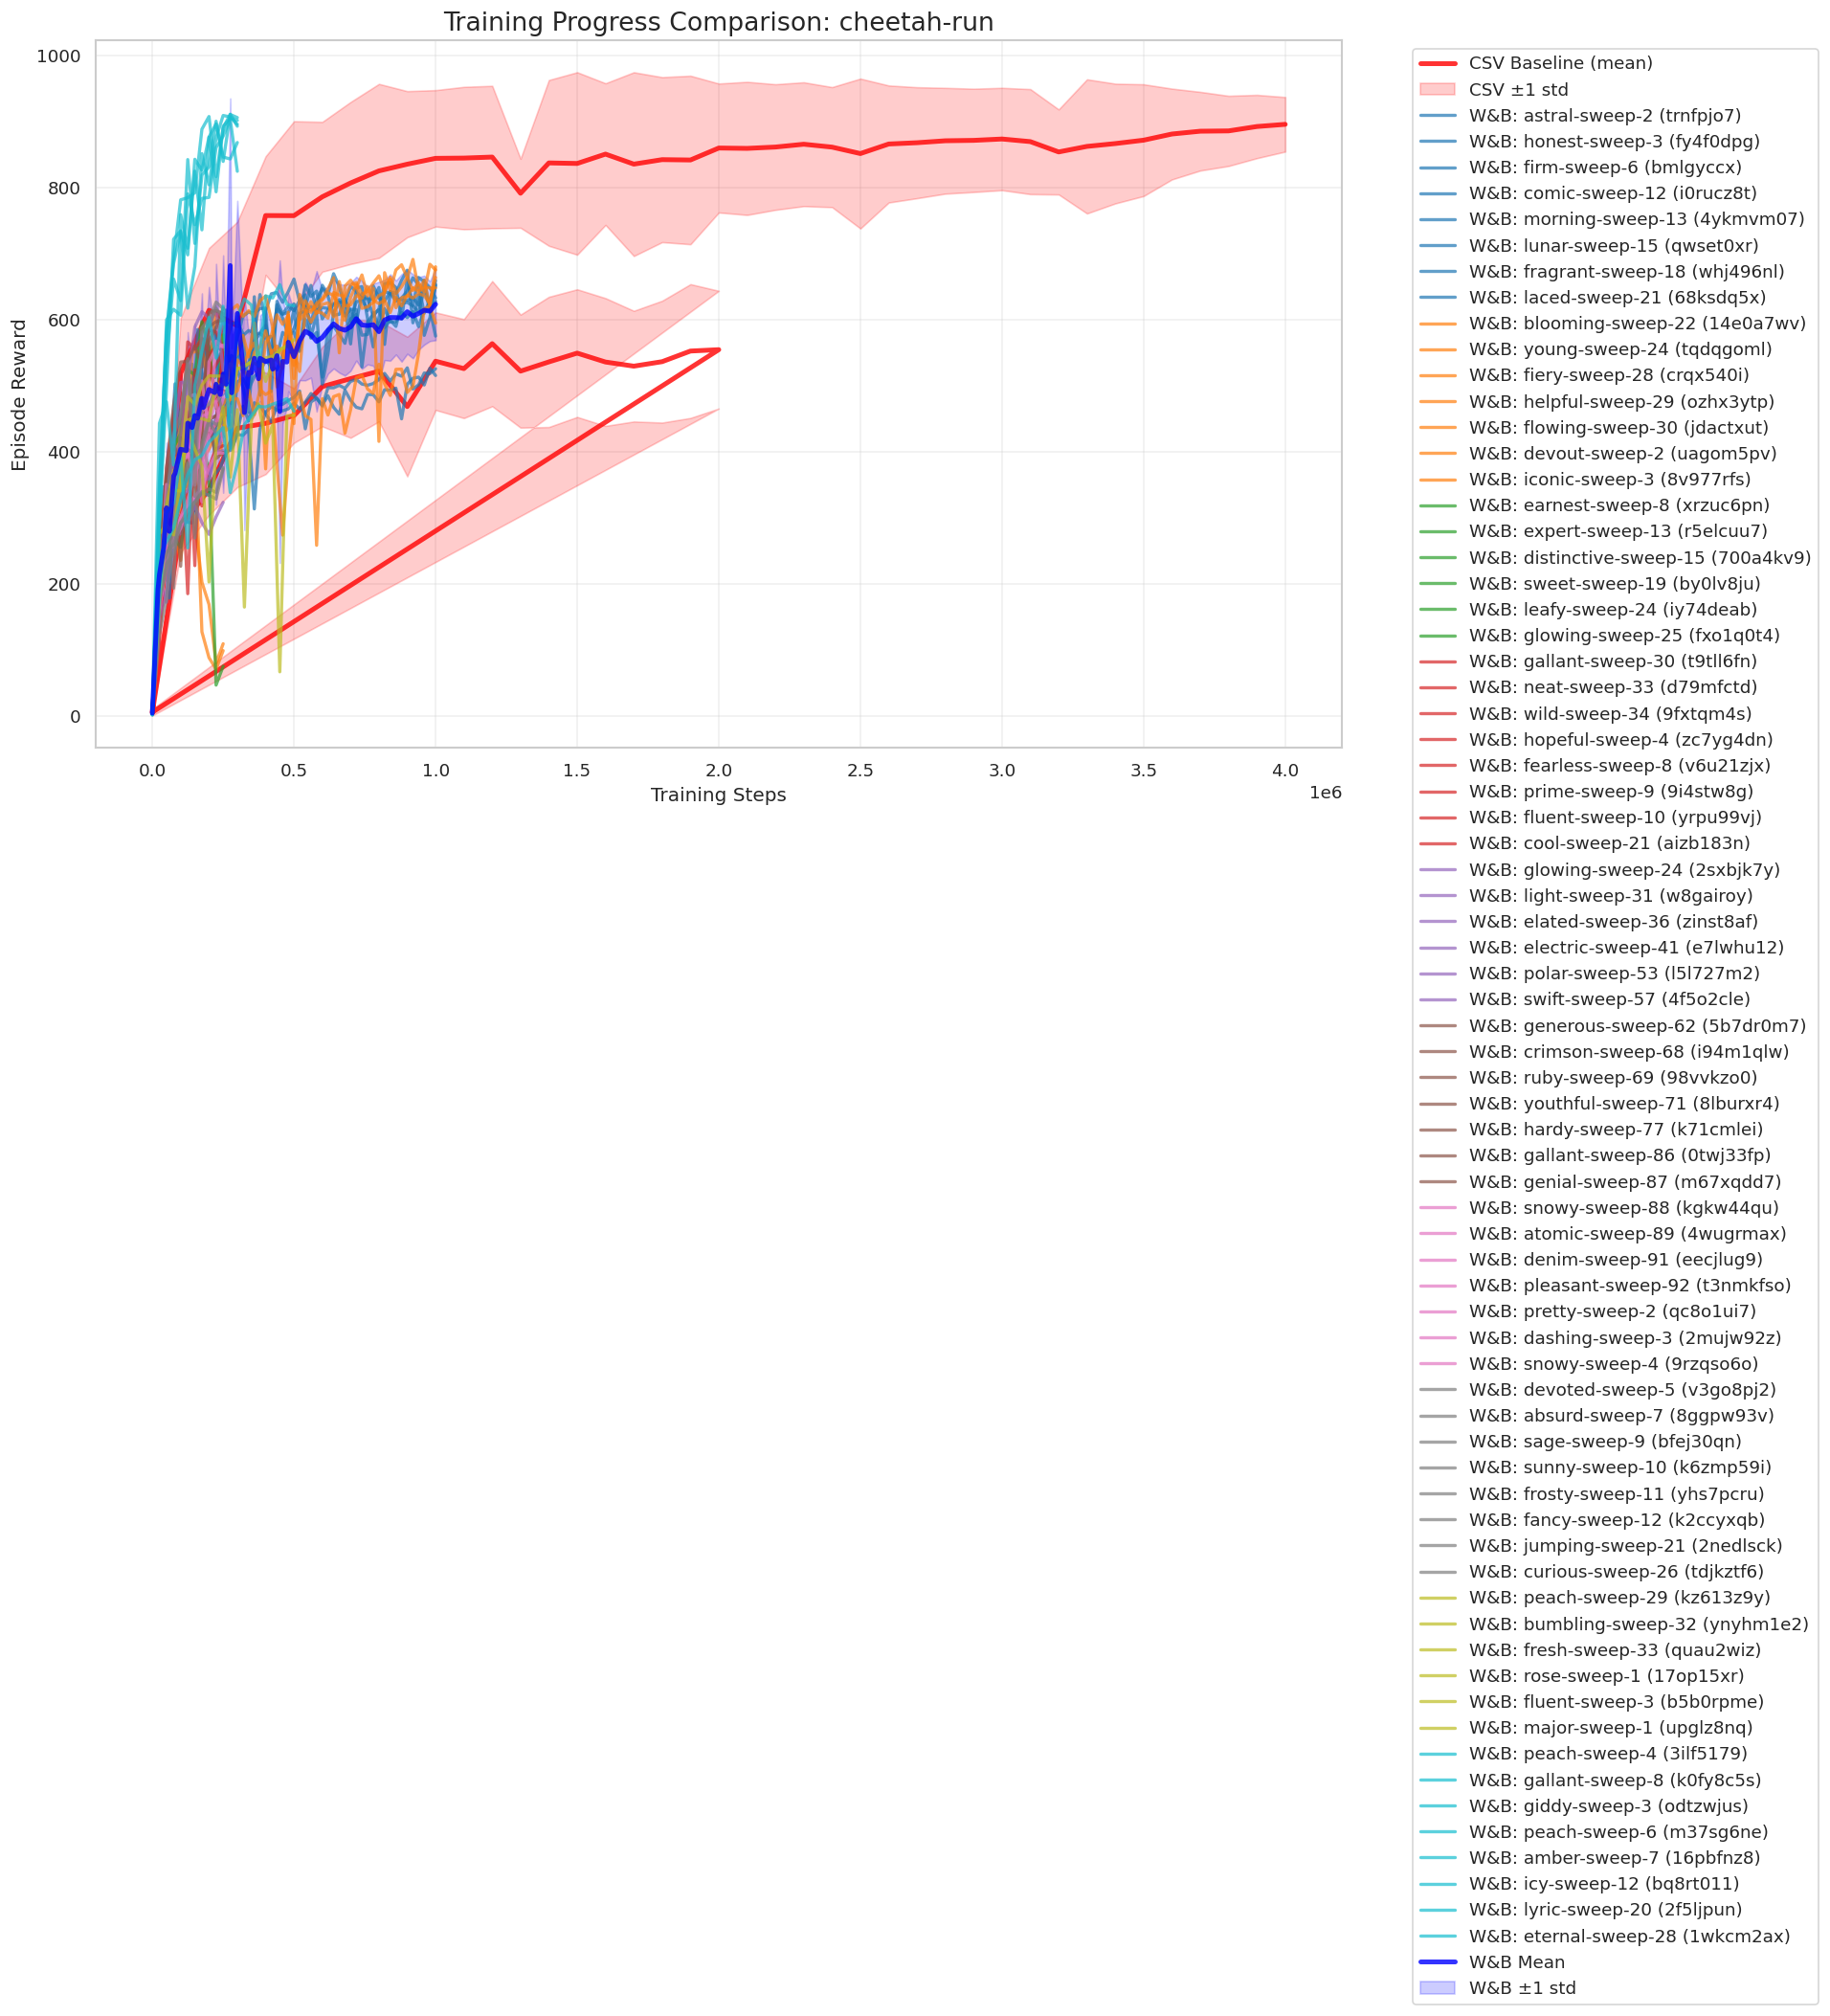 Training Progress Comparison: cheetah-run
Episode Reward
1000
800
600
400
200
0
0.0
0.5
1.0
1.5
2.0
2.5
3.0
3.5
4.0
1e6
Training Steps
CSV Baseline (mean)
CSV ±1 std
W&B: astral-sweep-2 (trnfpjo7)
W&B: honest-sweep-3 (fy4f0dpg)
W&B: firm-sweep-6 (bmlgyccx)
W&B: comic-sweep-12 (i0rucz8t)
W&B: morning-sweep-13 (4ykmvm07)
W&B: lunar-sweep-15 (qwset0xr)
W&B: fragrant-sweep-18 (whj496nl)
W&B: laced-sweep-21 (68ksdq5x)
W&B: blooming-sweep-22 (14e0a7wv)
W&B: young-sweep-24 (tqdqgoml)
W&B: fiery-sweep-28 (crqx540i)
W&B: helpful-sweep-29 (ozhx3ytp)
W&B: flowing-sweep-30 (jdactxut)
W&B: devout-sweep-2 (uagom5pv)
W&B: iconic-sweep-3 (8v977rfs)
W&B: earnest-sweep-8 (xrzuc6pn)
W&B: expert-sweep-13 (r5elcuu7)
W&B: distinctive-sweep-15 (700a4kv9)
W&B: sweet-sweep-19 (by0lv8ju)
W&B: leafy-sweep-24 (iy74deab)
W&B: glowing-sweep-25 (fxo1q0t4)
W&B: gallant-sweep-30 (t9tll6fn)
W&B: neat-sweep-33 (d79mfctd)
W&B: wild-sweep-34 (9fxtqm4s)
W&B: hopeful-sweep-4 (zc7yg4dn)
W&B: fearless-sweep-8 (v6u21zjx)
W&B: prime-sweep-9 (9i4stw8g)
W&B: fluent-sweep-10 (yrpu99vj)
W&B: cool-sweep-21 (aizb183n)
W&B: glowing-sweep-24 (2sxbjk7y)
W&B: light-sweep-31 (w8gairoy)
W&B: elated-sweep-36 (zinst8af)
W&B: electric-sweep-41 (e7lwhu12)
W&B: polar-sweep-53 (l5l727m2)
W&B: swift-sweep-57 (4f5o2cle)
W&B: generous-sweep-62 (5b7dr0m7)
W&B: crimson-sweep-68 (i94m1qlw)
W&B: ruby-sweep-69 (98vvkzo0)
W&B: youthful-sweep-71 (8lburxr4)
W&B: hardy-sweep-77 (k71cmlei)
W&B: gallant-sweep-86 (0twj33fp)
W&B: genial-sweep-87 (m67xqdd7)
W&B: snowy-sweep-88 (kgkw44qu)
W&B: atomic-sweep-89 (4wugrmax)
W&B: denim-sweep-91 (eecjlug9)
W&B: pleasant-sweep-92 (t3nmkfso)
W&B: pretty-sweep-2 (qc8o1ui7)
W&B: dashing-sweep-3 (2mujw92z)
W&B: snowy-sweep-4 (9rzqso6o)
W&B: devoted-sweep-5 (v3go8pj2)
W&B: absurd-sweep-7 (8ggpw93v)
W&B: sage-sweep-9 (bfej30qn)
W&B: sunny-sweep-10 (k6zmp59i)
W&B: frosty-sweep-11 (yhs7pcru)
W&B: fancy-sweep-12 (k2ccyxqb)
W&B: jumping-sweep-21 (2nedlsck)
W&B: curious-sweep-26 (tdjkztf6)
W&B: peach-sweep-29 (kz613z9y)
W&B: bumbling-sweep-32 (ynyhm1e2)
W&B: fresh-sweep-33 (quau2wiz)
W&B: rose-sweep-1 (17op15xr)
W&B: fluent-sweep-3 (b5b0rpme)
W&B: major-sweep-1 (upglz8nq)
W&B: peach-sweep-4 (3ilf5179)
W&B: gallant-sweep-8 (k0fy8c5s)
W&B: giddy-sweep-3 (odtzwjus)
W&B: peach-sweep-6 (m37sg6ne)
W&B: amber-sweep-7 (16pbfnz8)
W&B: icy-sweep-12 (bq8rt011)
W&B: lyric-sweep-20 (2f5ljpun)
W&B: eternal-sweep-28 (1wkcm2ax)
W&B Mean
W&B ±1 std